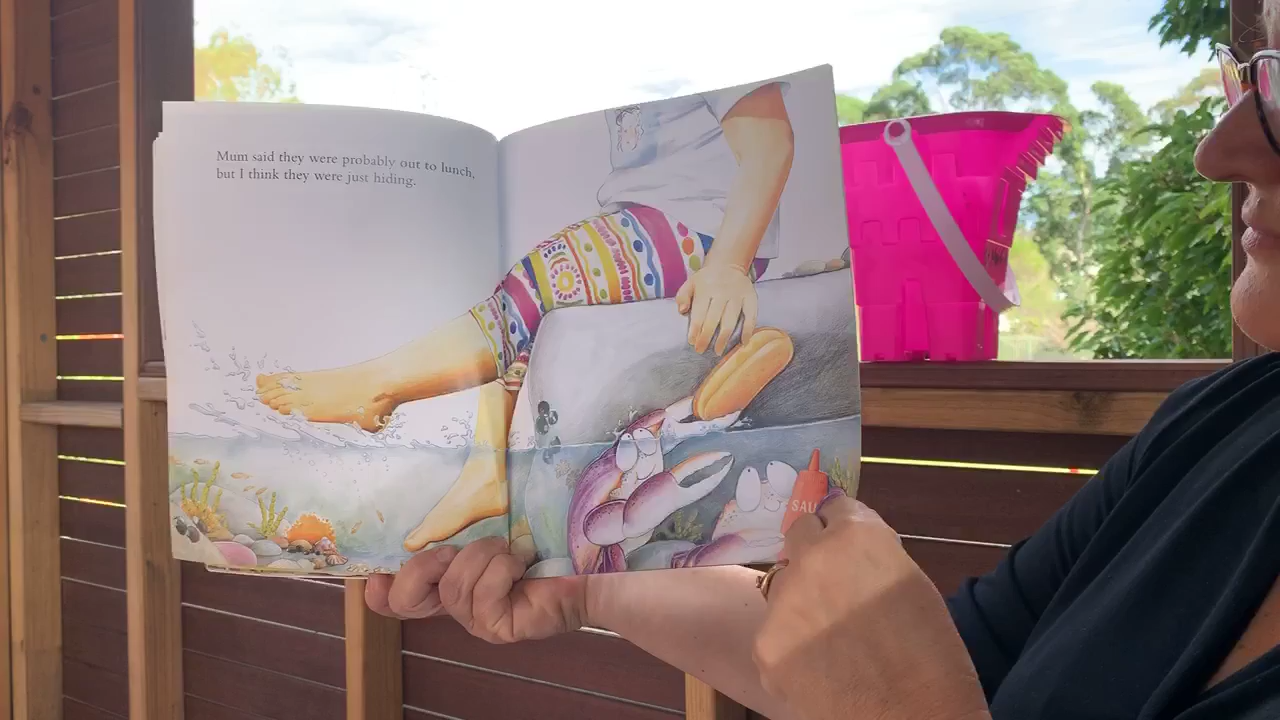 Mum said they were probably out to lunch,
but I think they were just hiding.
SAU